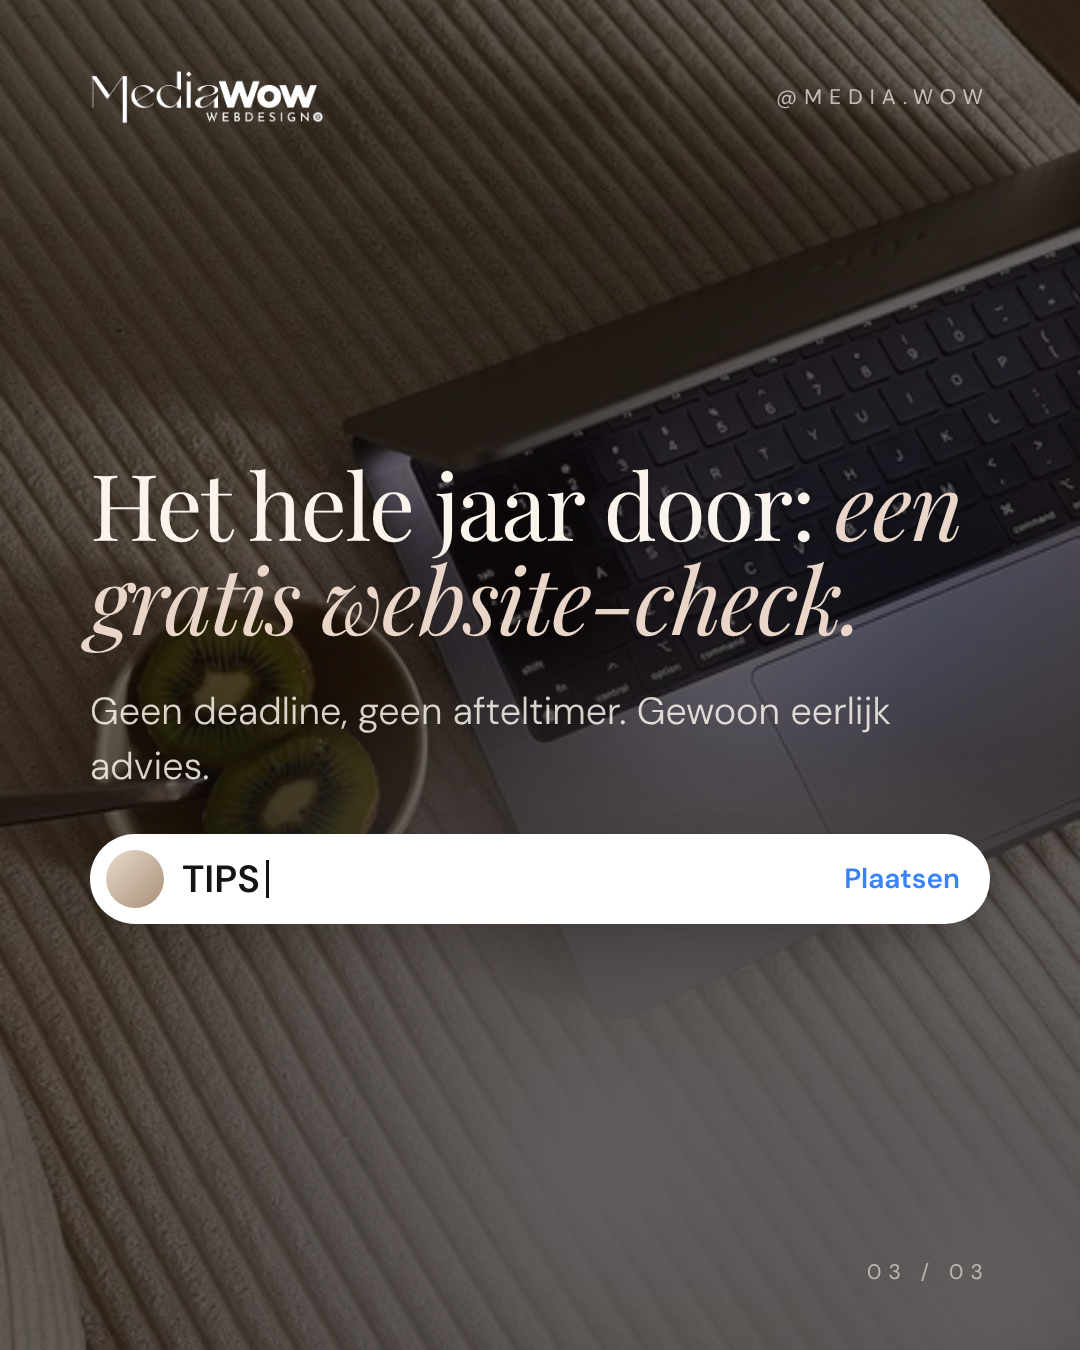 MediaWow
WEBDESIGN
@MEDIA.WOW
Het hele jaar door: een
gratis website-check.
Geen deadline, geen afteltimer. Gewoon eerlijk
advies.
TIPS
Plaatsen
03 / 03